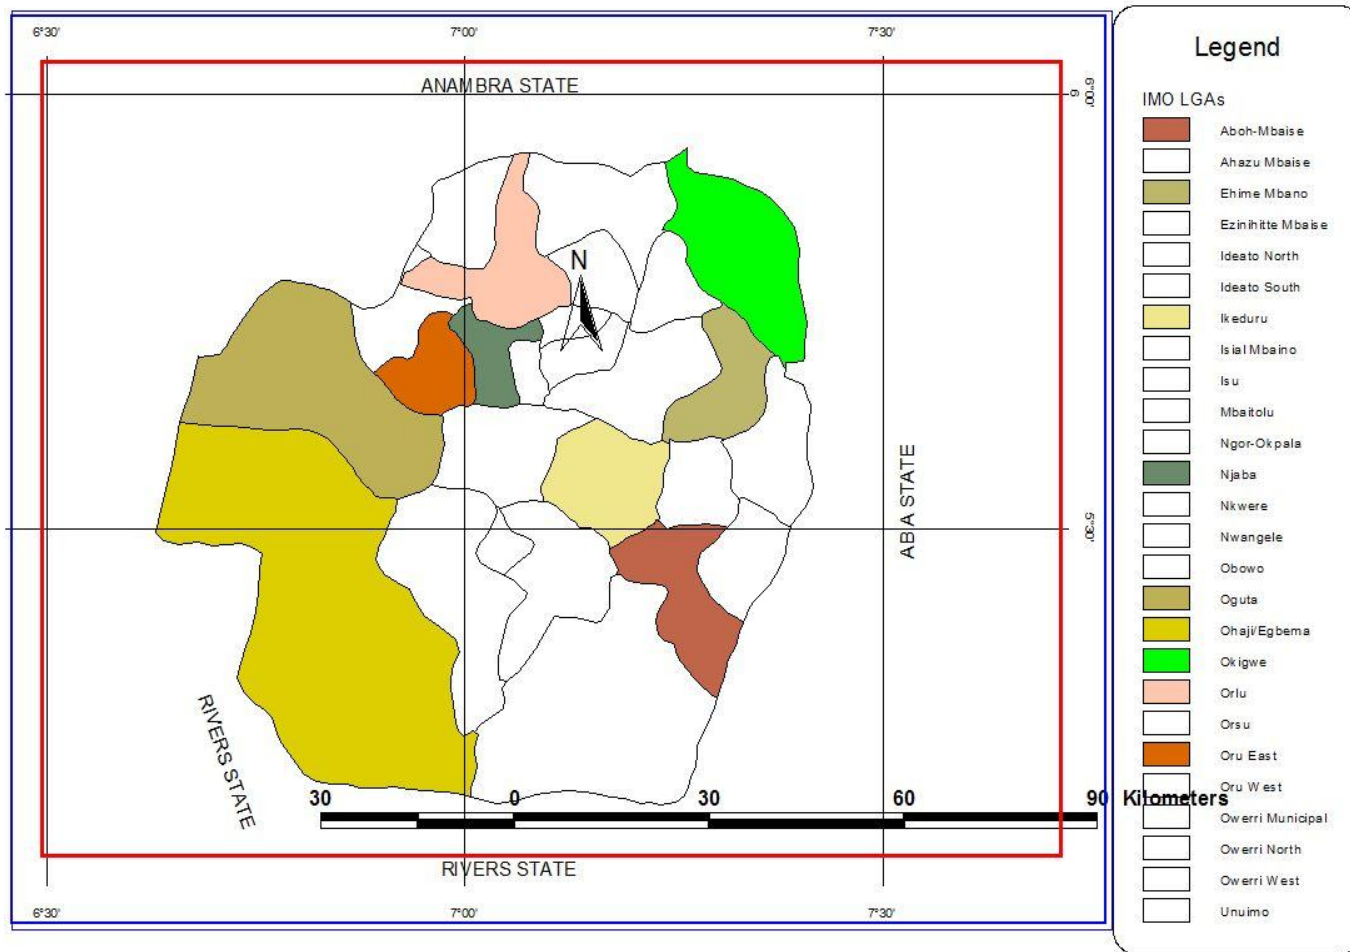 6°30'
7°00'
7°30'
ANAMBRA STATE
6°00'
6
N
ABA STATE
5°30'
RIVERS STATE
30
0
30
60
90
Kilometers
RIVERS STATE
6°30'
7°00'
7°30'
Legend
IMO LGAs
Aboh-Mbaise
Ahazu Mbaise
Ehime Mbano
Ezinihitte Mbaise
Ideato North
Ideato South
Ikeduru
Isial Mbaino
Isu
Mbaitolu
Ngor-Okpala
Njaba
Nkwere
Nwangele
Obowo
Oguta
Ohaji/Egbema
Okigwe
Orlu
Orsu
Oru East
Oru West
Owerri Municipal
Owerri North
Owerri West
Unuimo